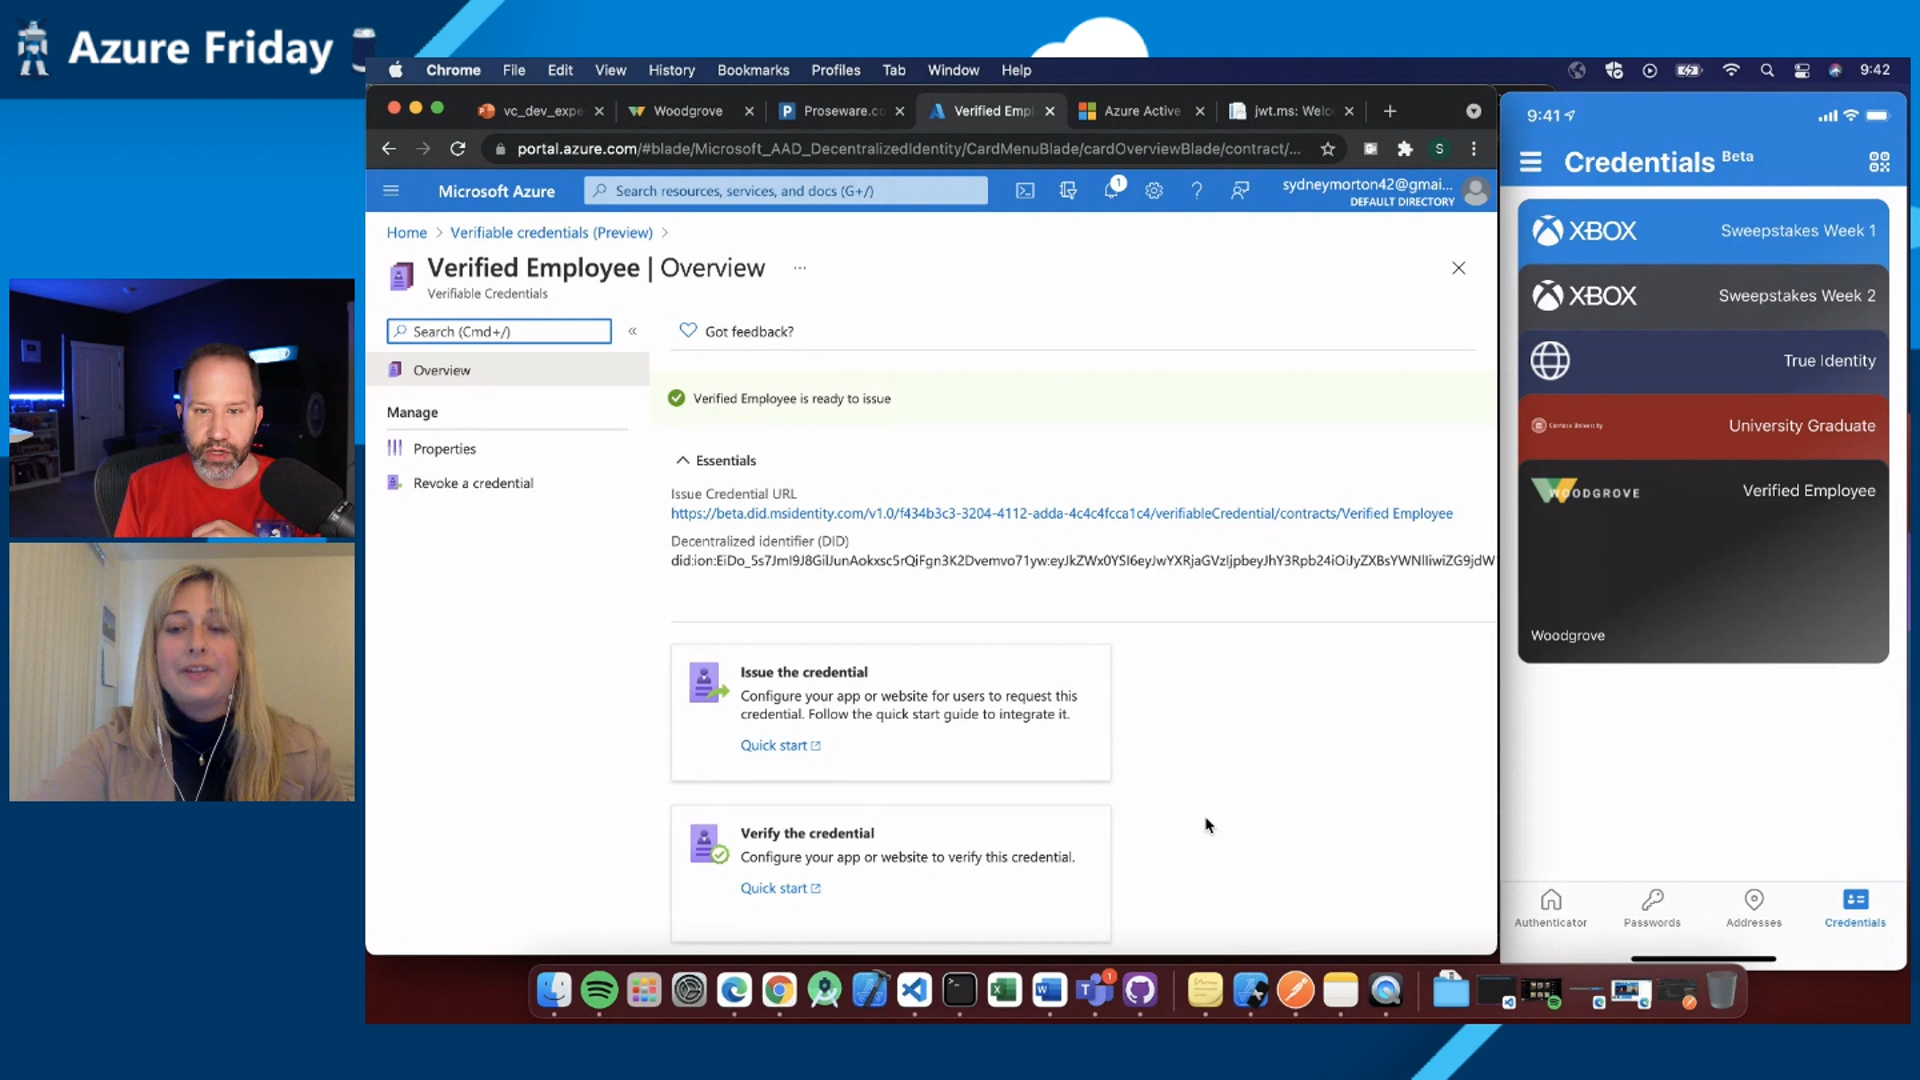 Azure Friday
Chrome File Edit View History Bookmarks Profiles Tab Window Help
9:42
vc_dev_expe
Woodgrove
Proseware.co
Verified Empl
Azure Active
jwt.ms: Welc
portal.azure.com/#blade/Microsoft_AAD_DecentralizedIdentity/CardMenuBlade/cardOverviewBlade/contract/...
S
Microsoft Azure
Search resources, services, and docs (G+/)
1
sydneymorton42@gmai...
DEFAULT DIRECTORY
Home > Verifiable credentials (Preview) >
Verified Employee | Overview ...
Verifiable Credentials
Search (Cmd+/)
«
Got feedback?
Overview
Manage
Properties
Revoke a credential
Verified Employee is ready to issue
Essentials
Issue Credential URL
https://beta.did.msidentity.com/v1.0/f434b3c3-3204-4112-adda-4c4c4fcca1c4/verifiableCredential/contracts/Verified Employee
Decentralized identifier (DID)
Issue the credential
Configure your app or website for users to request this
credential. Follow the quick start guide to integrate it.
Quick start
Verify the credential
Configure your app or website to verify this credential.
Quick start
9:41
Credentials Beta
XBOX Sweepstakes Week 1
XBOX Sweepstakes Week 2
True Identity
Contoso University University Graduate
WOODGROVE Verified Employee
Woodgrove
Authenticator Passwords Addresses Credentials
1